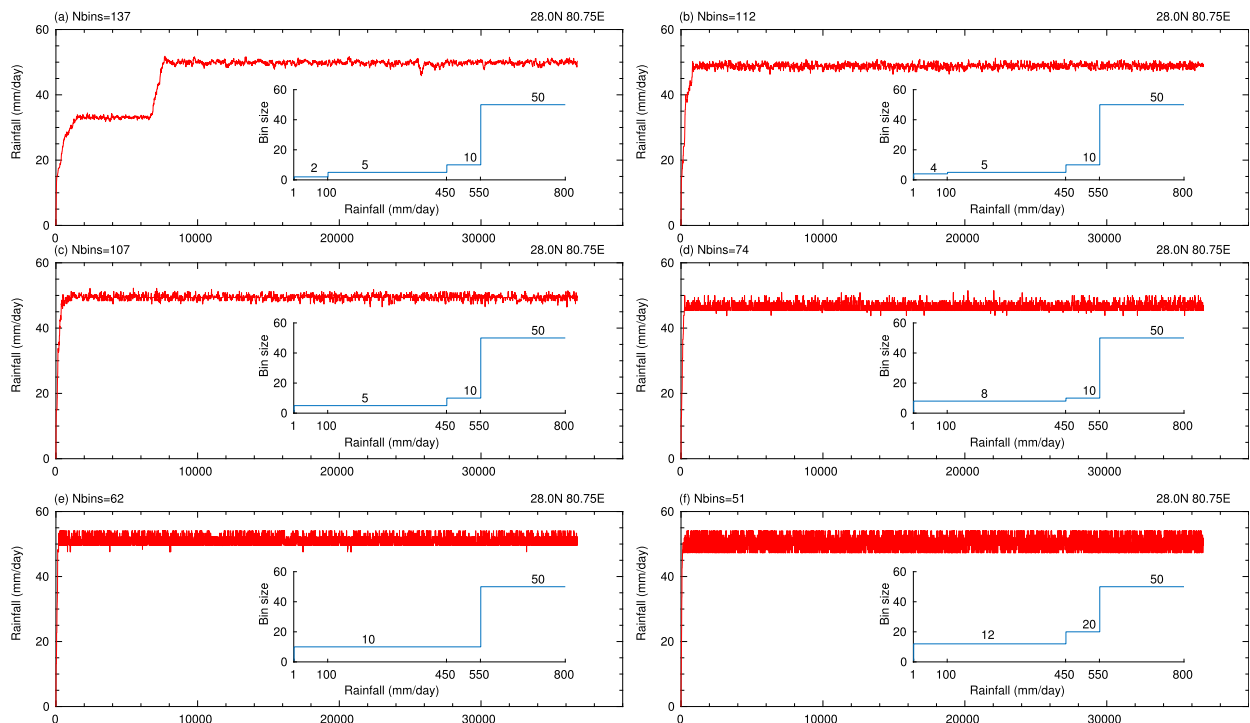 (a) Nbins=137 28.0N 80.75E
60
40
20
0
Rainfall (mm/day)
0 10000 20000 30000
60
40
20
0
Bin size
2 5 10 50
1 100 450 550 800
Rainfall (mm/day)
(b) Nbins=112 28.0N 80.75E
60
40
20
0
Rainfall (mm/day)
0 10000 20000 30000
60
40
20
0
Bin size
4 5 10 50
1 100 450 550 800
Rainfall (mm/day)
(c) Nbins=107 28.0N 80.75E
60
40
20
0
Rainfall (mm/day)
0 10000 20000 30000
60
40
20
0
Bin size
5 10 50
1 100 450 550 800
Rainfall (mm/day)
(d) Nbins=74 28.0N 80.75E
60
40
20
0
Rainfall (mm/day)
0 10000 20000 30000
60
40
20
0
Bin size
8 10 50
1 100 450 550 800
Rainfall (mm/day)
(e) Nbins=62 28.0N 80.75E
60
40
20
0
Rainfall (mm/day)
0 10000 20000 30000
60
40
20
0
Bin size
10 50
1 100 450 550 800
Rainfall (mm/day)
(f) Nbins=51 28.0N 80.75E
60
40
20
0
Rainfall (mm/day)
0 10000 20000 30000
60
40
20
0
Bin size
12 20 50
1 100 450 550 800
Rainfall (mm/day)